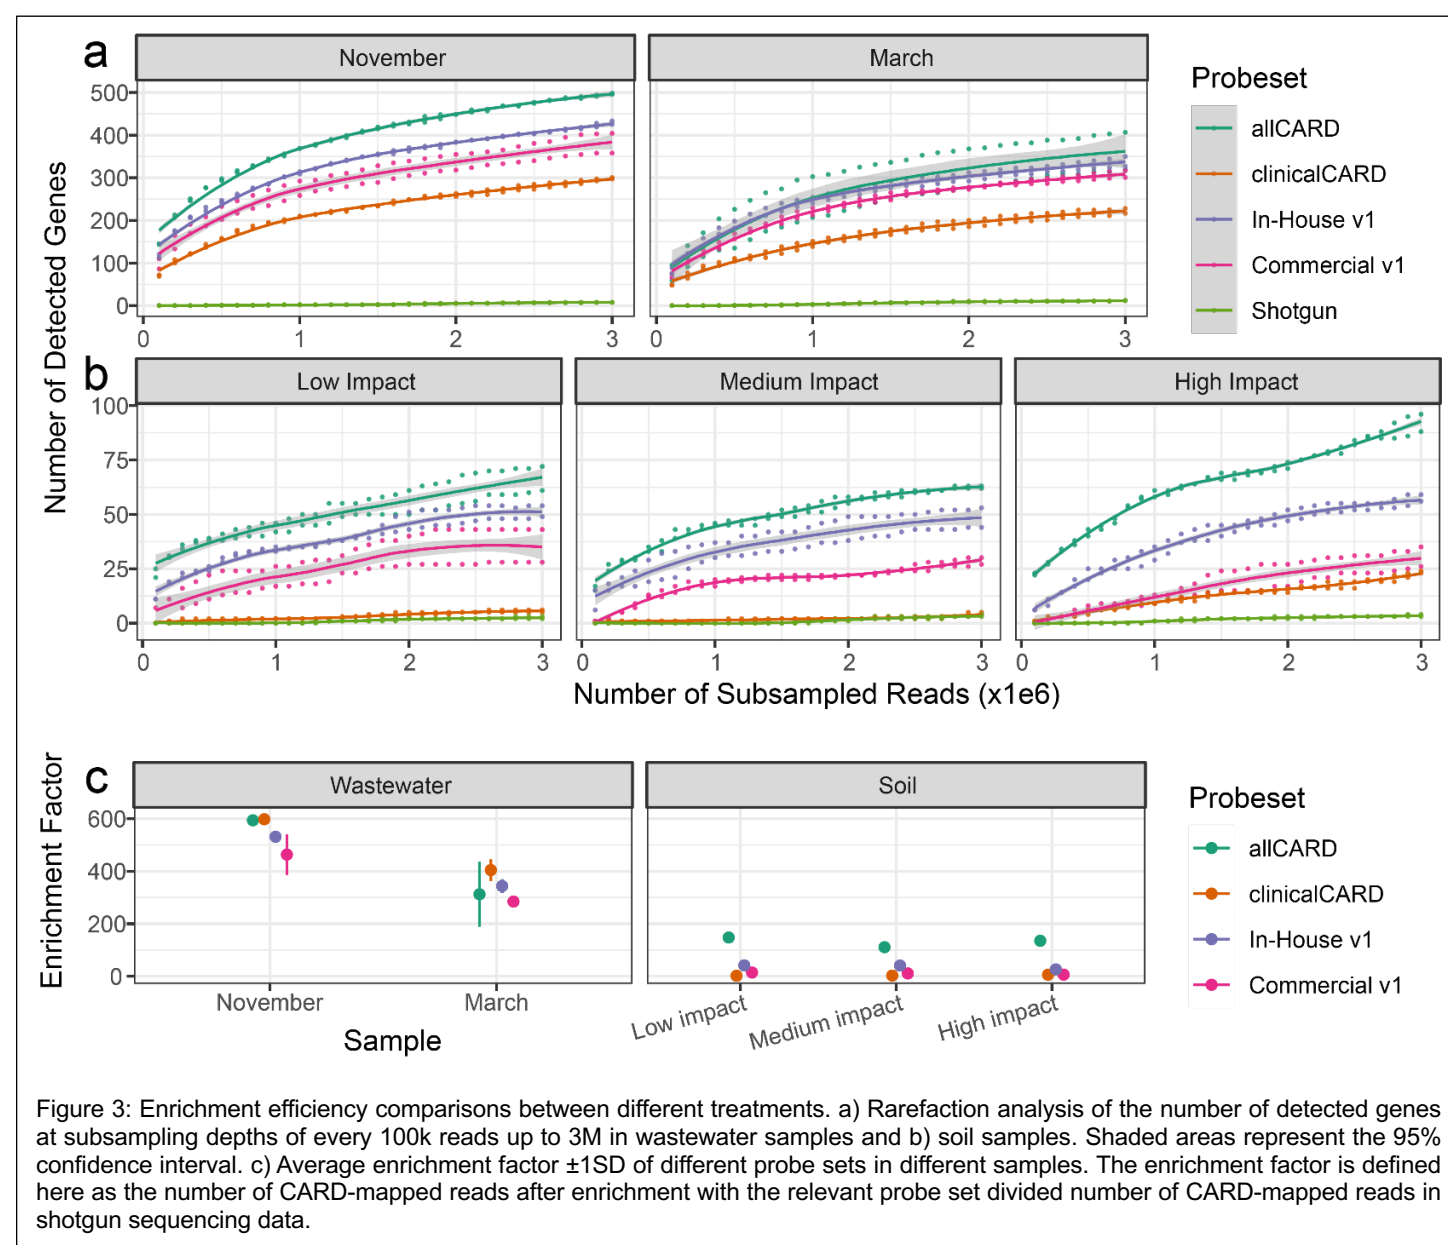 a
November
March
Number of Detected Genes
500
400
300
200
100
0
0
1
2
3
0
1
2
3
Probeset
allCARD
clinicalCARD
In-House v1
Commercial v1
Shotgun
b
Low Impact
Medium Impact
High Impact
100
75
50
25
0
0
1
2
3
0
1
2
3
0
1
2
3
Number of Subsampled Reads (x1e6)
c
Wastewater
Soil
Enrichment Factor
600
400
200
0
November
March
Sample
Low impact
Medium impact
High impact
Probeset
allCARD
clinicalCARD
In-House v1
Commercial v1
Figure 3: Enrichment efficiency comparisons between different treatments. a) Rarefaction analysis of the number of detected genes
at subsampling depths of every 100k reads up to 3M in wastewater samples and b) soil samples. Shaded areas represent the 95%
confidence interval. c) Average enrichment factor ±1SD of different probe sets in different samples. The enrichment factor is defined
here as the number of CARD-mapped reads after enrichment with the relevant probe set divided number of CARD-mapped reads in
shotgun sequencing data.